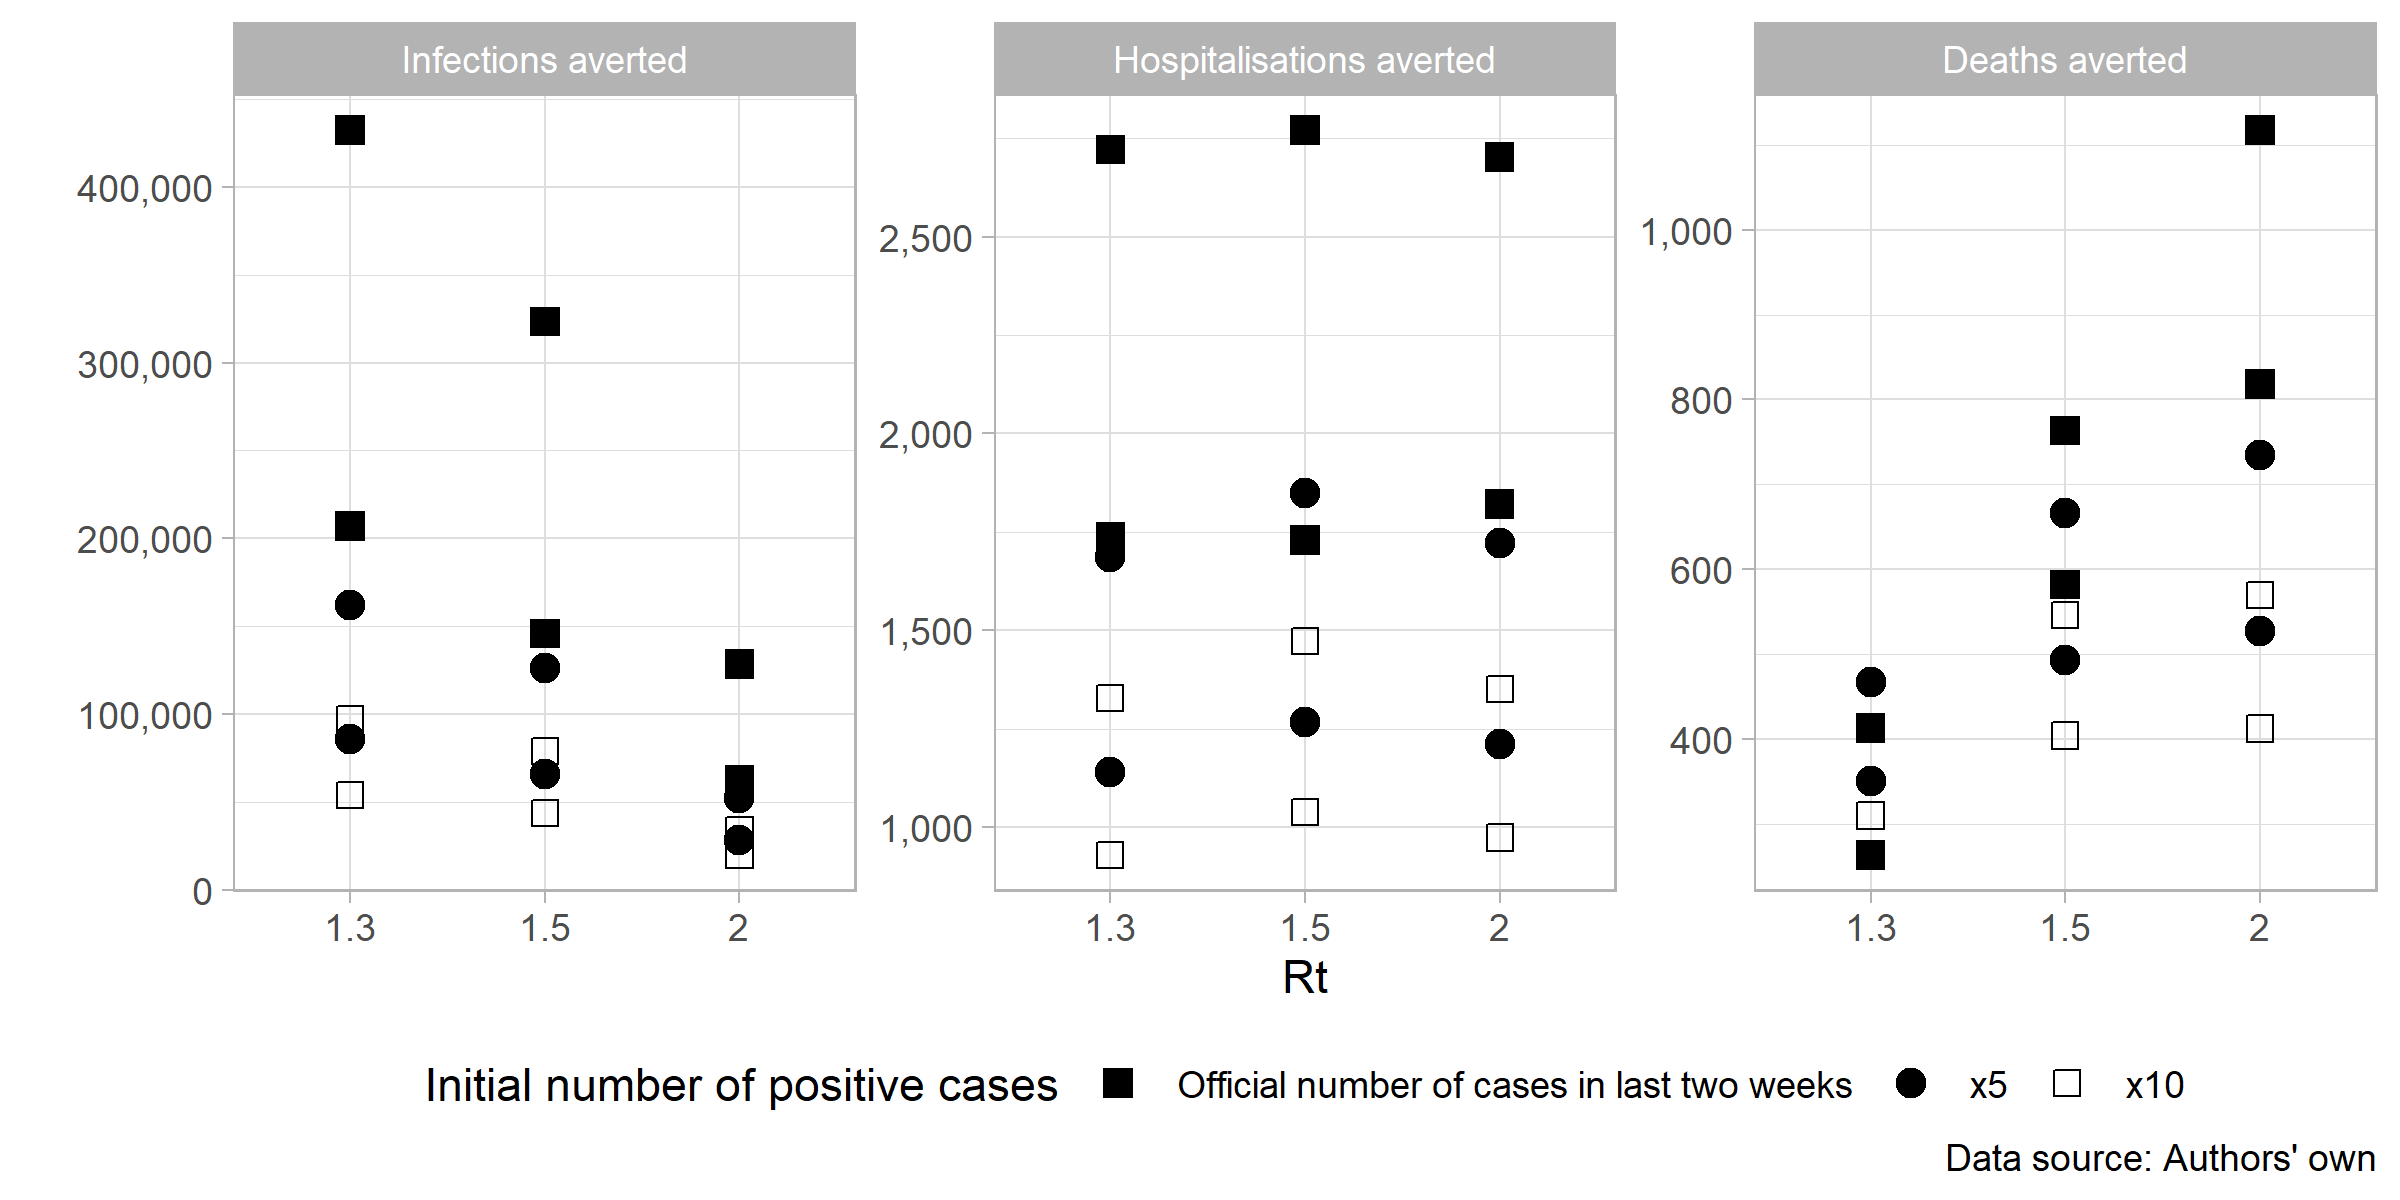 Infections averted
Hospitalisations averted
Deaths averted
400,000
300,000
200,000
100,000
0
1.3 1.5 2
2,500
2,000
1,500
1,000
1.3 1.5 2
1,000
800
600
400
1.3 1.5 2
Rt
Initial number of positive cases Official number of cases in last two weeks x5 x10
Data source: Authors' own